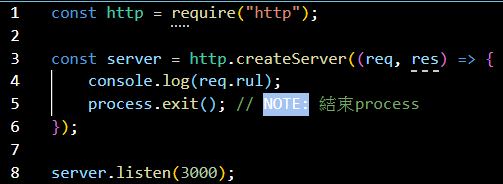 1 const http = require("http");
2
3 const server = http.createServer((req, res) => {
4 console.log(req.rul);
5 process.exit(); // NOTE: 結束process
6 });
7
8 server.listen(3000);